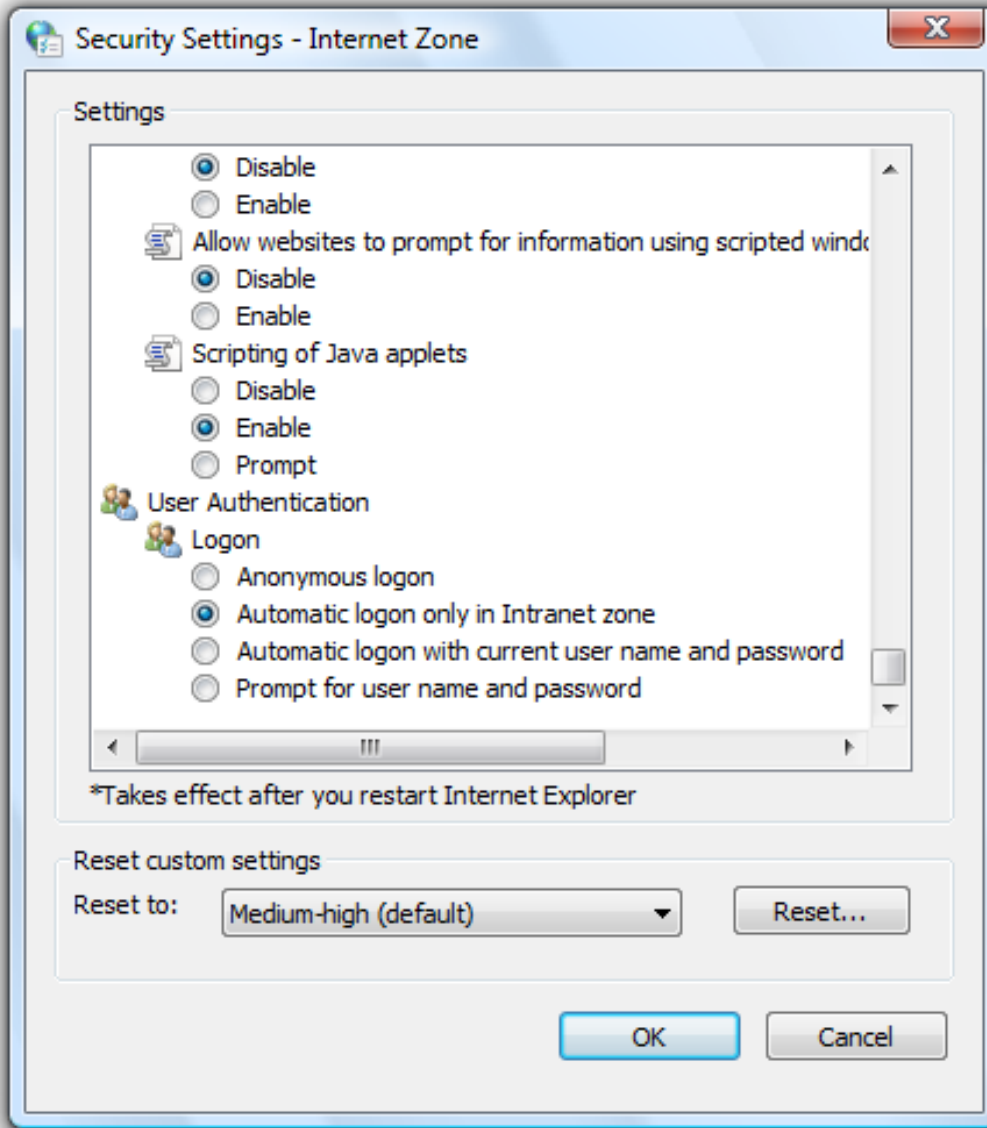 Security Settings - Internet Zone
Settings
Disable
Enable
Allow websites to prompt for information using scripted
Disable
Enable
Scripting of Java applets
Disable
Enable
Prompt
User Authentication
Logon
Anonymous logon
Automatic logon only in Intranet zone
Automatic logon with current user name and password
Prompt for user name and password
*Takes effect after you restart Internet Explorer
Reset custom settings
Reset to: Medium-high (default) Reset...
OK Cancel